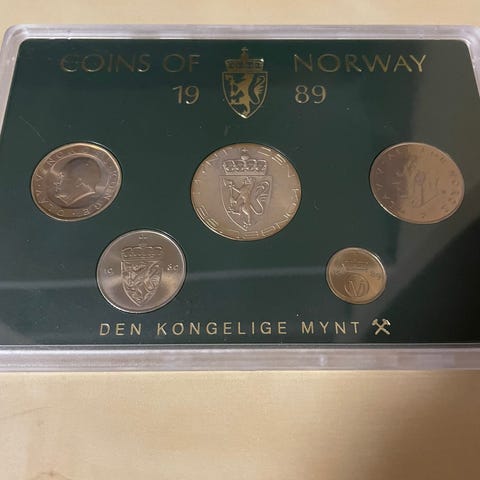 COINS OF NORWAY
19 89
DEN KONGELIGE MYNT